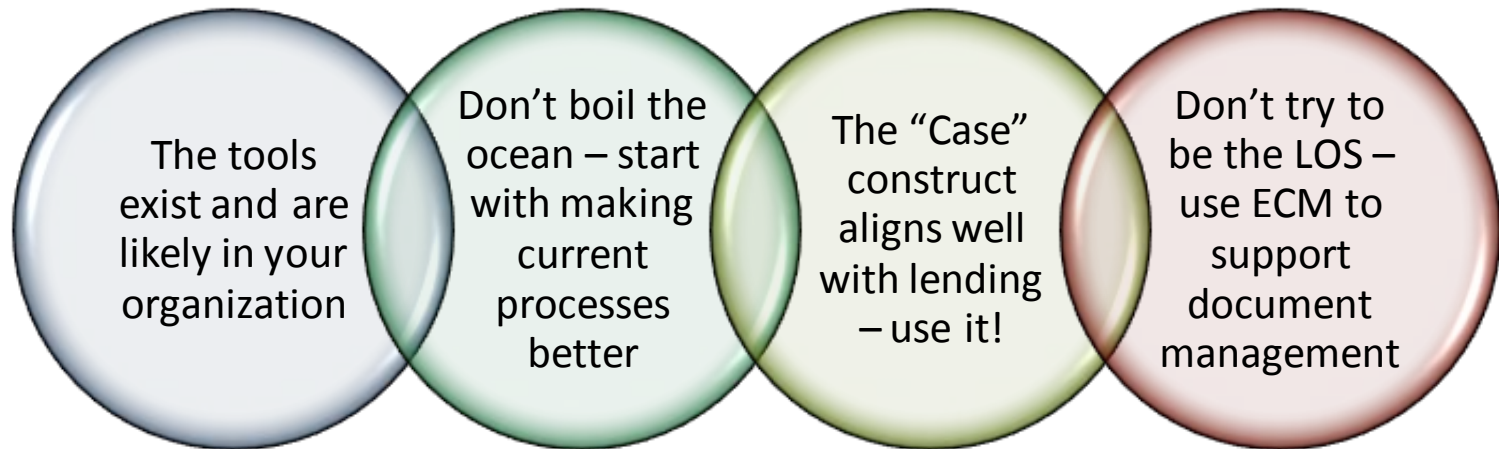 The tools
exist and are
likely in your
organization
Don’t boil the
ocean – start
with making
current
processes
better
The “Case”
construct
aligns well
with lending
– use it!
Don’t try to
be the LOS –
use ECM to
support
document
management